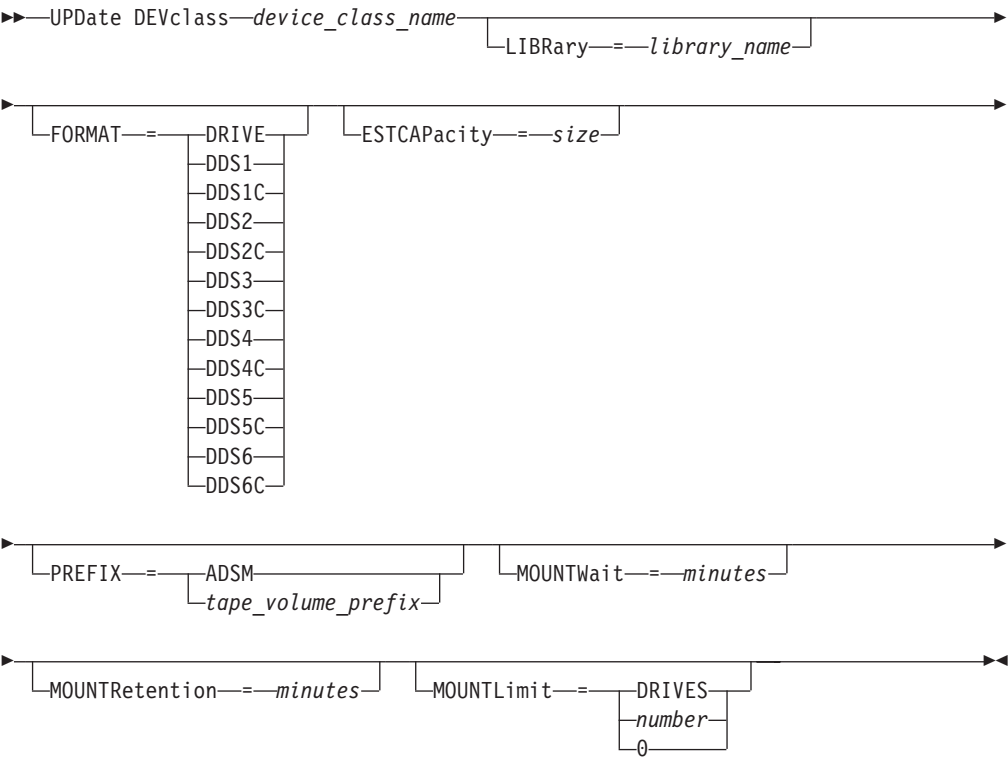 UPDate DEVclass device_class_name
LIBRary = library_name
FORMAT = DRIVE ESTCAPacity = size
DDS1
DDS1C
DDS2
DDS2C
DDS3
DDS3C
DDS4
DDS4C
DDS5
DDS5C
DDS6
DDS6C
PREFIX = ADSM MOUNTWait = minutes
tape_volume_prefix
MOUNTRetention = minutes MOUNTLimit = DRIVES
number
0